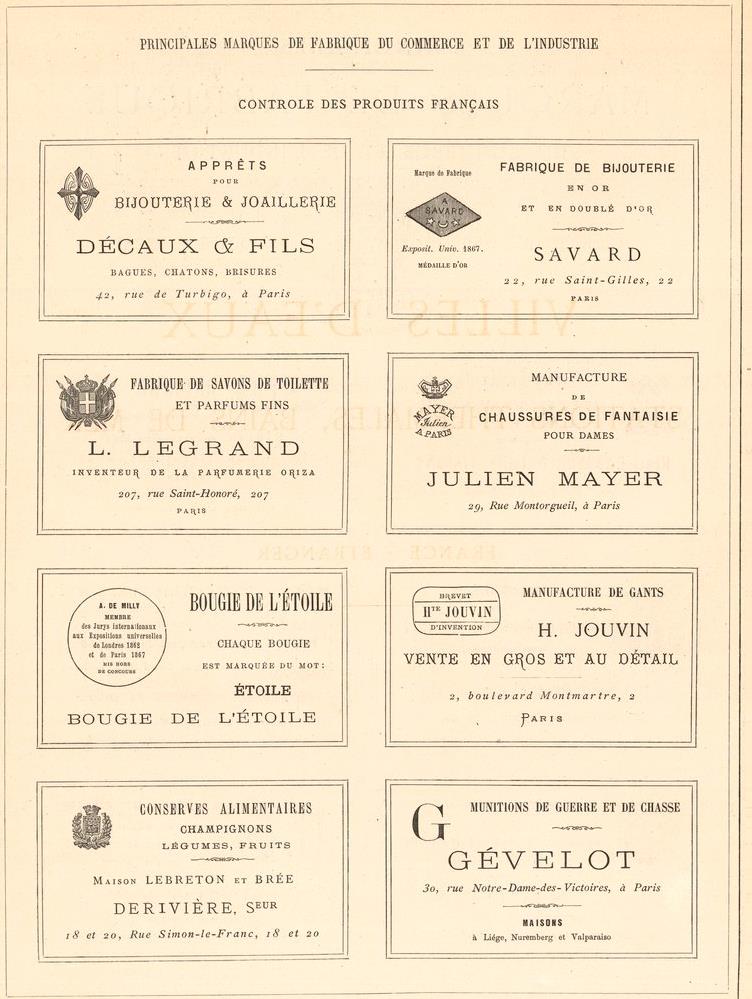 PRINCIPALES MARQUES DE FABRIQUE DU COMMERCE ET DE L'INDUSTRIE
CONTROLE DES PRODUITS FRANÇAIS
APPRÊTS
POUR
BIJOUTERIE & JOAILLERIE
DÉCAUX & FILS
BAGUES, CHATONS, BRISURES
42, rue de Turbigo, à Paris
Marque de Fabrique
A
SAVARD
Exposit. Univ. 1867.
MÉDAILLE D'OR
FABRIQUE DE BIJOUTERIE
EN OR
ET EN DOUBLÉ D'OR
SAVARD
22, rue Saint-Gilles, 22
PARIS
FABRIQUE DE SAVONS DE TOILETTE
ET PARFUMS FINS
L. LEGRAND
INVENTEUR DE LA PARFUMERIE ORIZA
207, rue Saint-Honoré, 207
PARIS
MAYER
Julien
A PARIS
MANUFACTURE
DE
CHAUSSURES DE FANTAISIE
POUR DAMES
JULIEN MAYER
29, Rue Montorgueil, à Paris
A. DE MILLY
MEMBRE
des Jurys internationaux
aux Expositions universelles
de Londres 1862
et de Paris 1867
MIS HORS
DE CONCOURS
BOUGIE DE L'ÉTOILE
CHAQUE BOUGIE
EST MARQUÉE DU MOT:
ÉTOILE
BOUGIE DE L'ÉTOILE
BREVET
HTE JOUVIN
D'INVENTION
MANUFACTURE DE GANTS
H. JOUVIN
VENTE EN GROS ET AU DÉTAIL
2, boulevard Montmartre, 2
PARIS
CONSERVES ALIMENTAIRES
CHAMPIGNONS
LÉGUMES, FRUITS
MAISON LEBRETON ET BRÉE
DERIVIÈRE, SEUR
18 et 20, Rue Simon-le-Franc, 18 et 20
G
MUNITIONS DE GUERRE ET DE CHASSE
GÉVELOT
30, rue Notre-Dame-des-Victoires, à Paris
MAISONS
à Liége, Nuremberg et Valparaiso